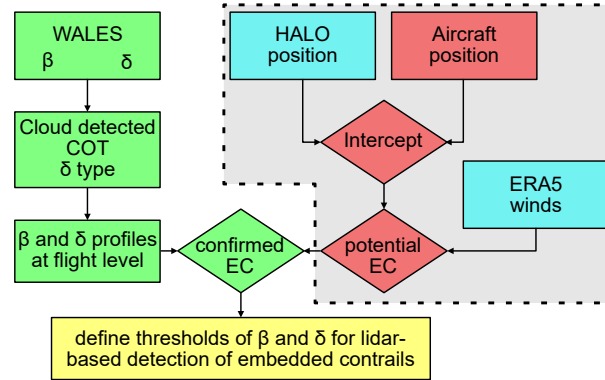 WALES
β δ
Cloud detected
COT
δ type
β and δ profiles
at flight level
HALO
position
Aircraft
position
Intercept
ERA5
winds
potential
EC
confirmed
EC
define thresholds of β and δ for lidar-
based detection of embedded contrails